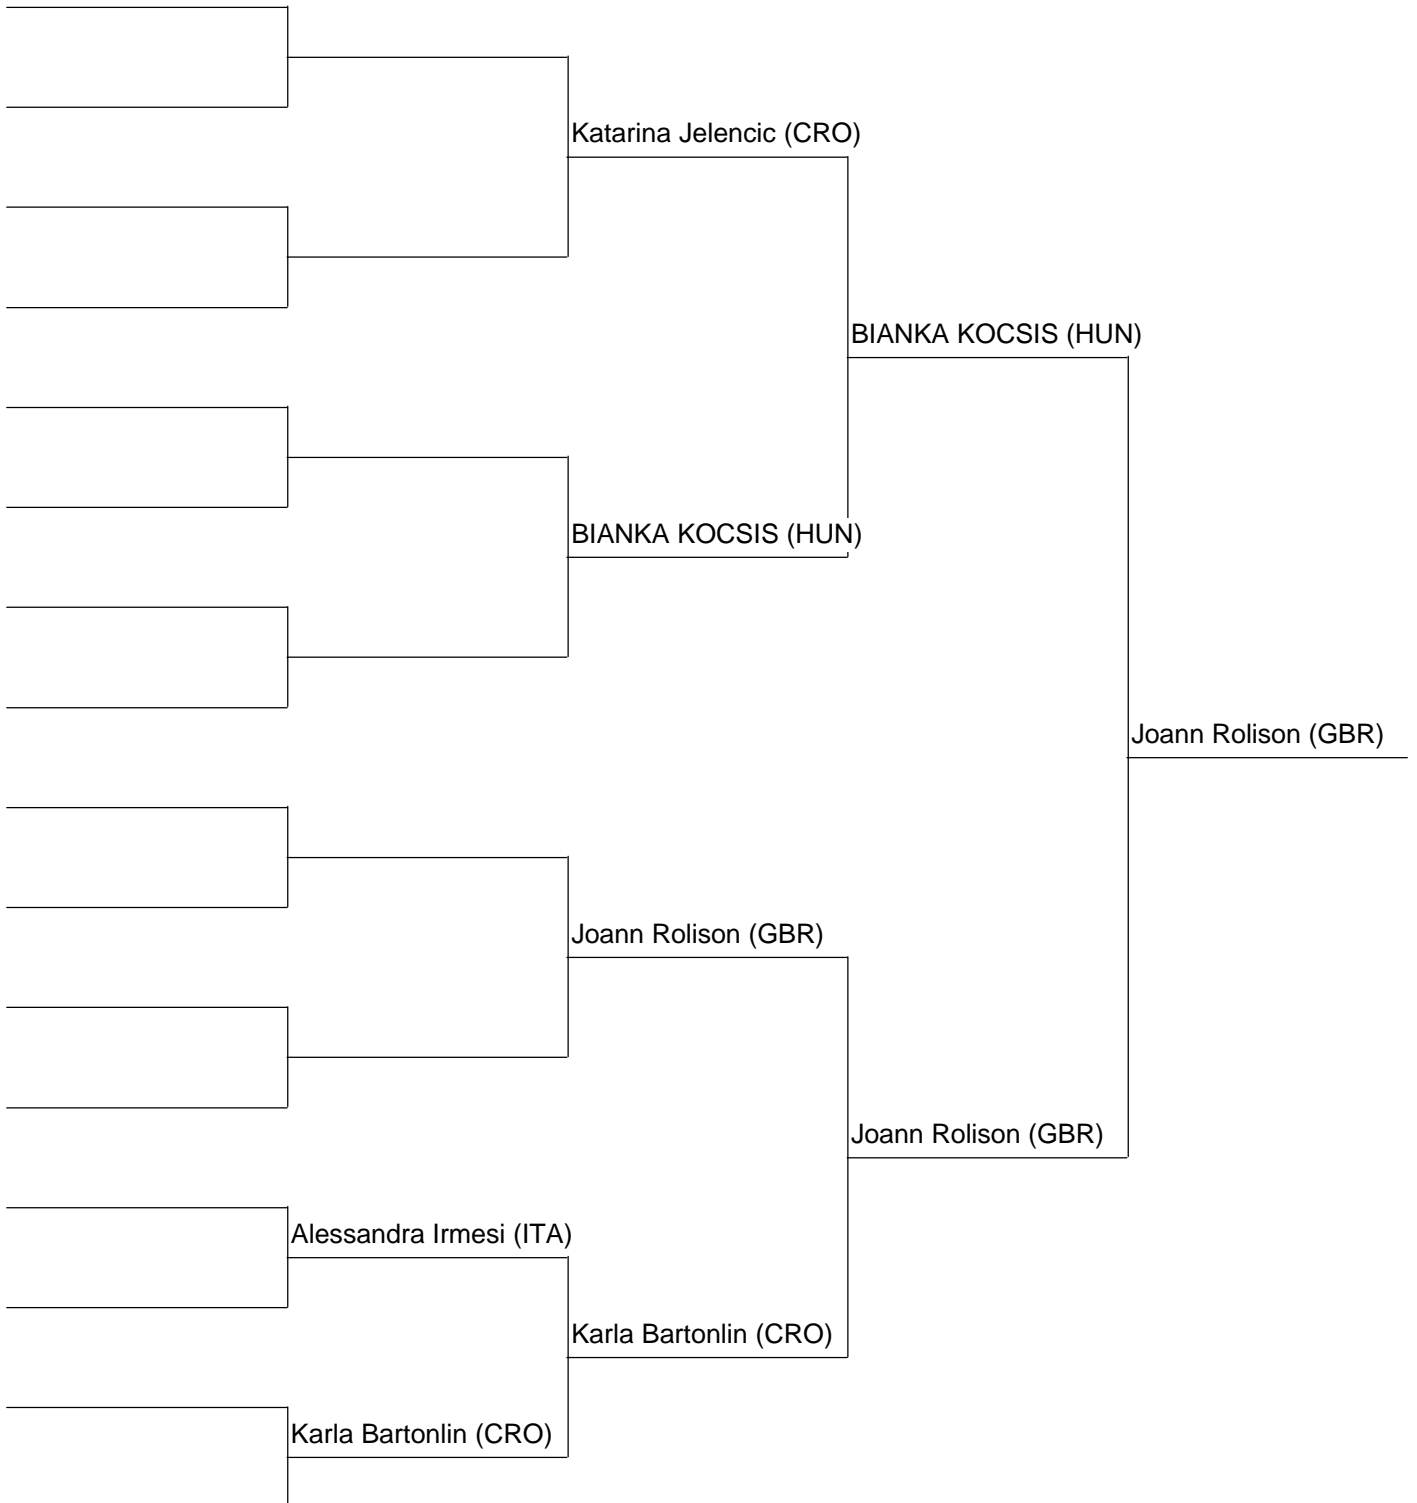 Katarina Jelencic (CRO)
BIANKA KOCSIS (HUN)
BIANKA KOCSIS (HUN)
Joann Rolison (GBR)
Joann Rolison (GBR)
Joann Rolison (GBR)
Alessandra Irmesi (ITA)
Karla Bartonlin (CRO)
Karla Bartonlin (CRO)